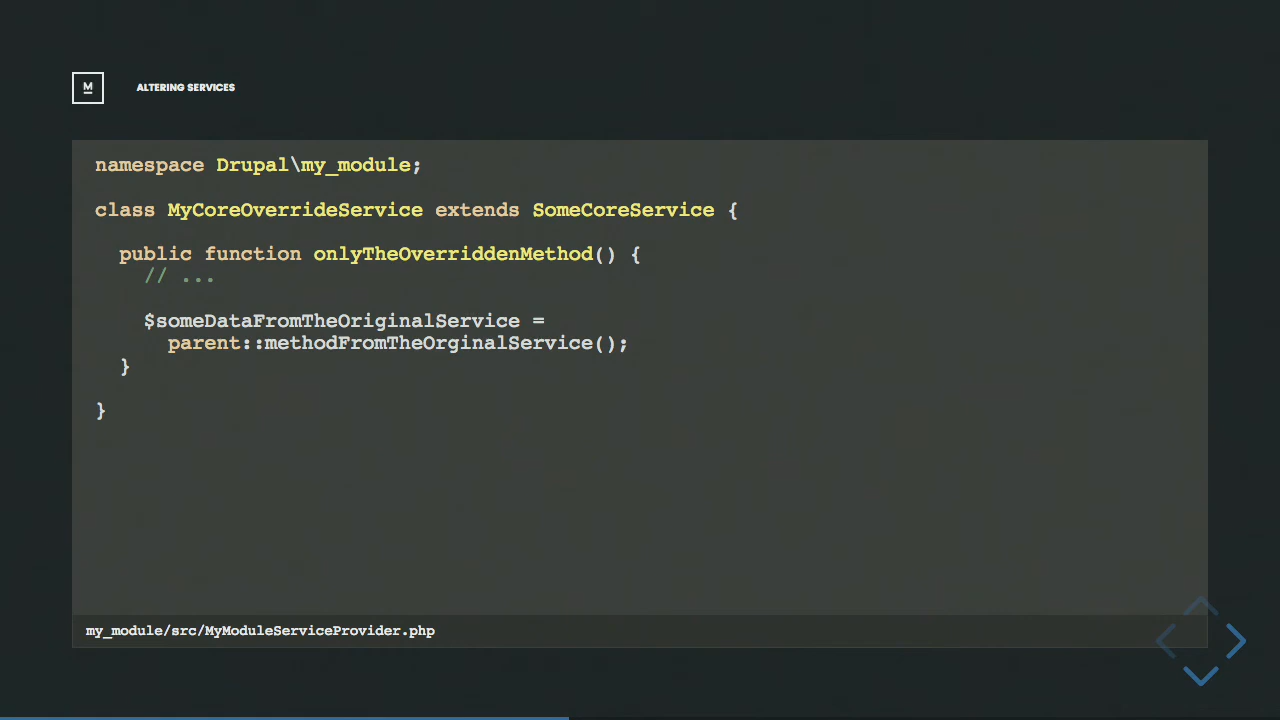 M
ALTERING SERVICES
namespace Drupal\my_module;
class MyCoreOverrideService extends SomeCoreService {
public function onlyTheOverriddenMethod() {
// ...
$someDataFromTheOriginalService =
parent::methodFromTheOrginalService();
}
}
my_module/src/MyModuleServiceProvider.php